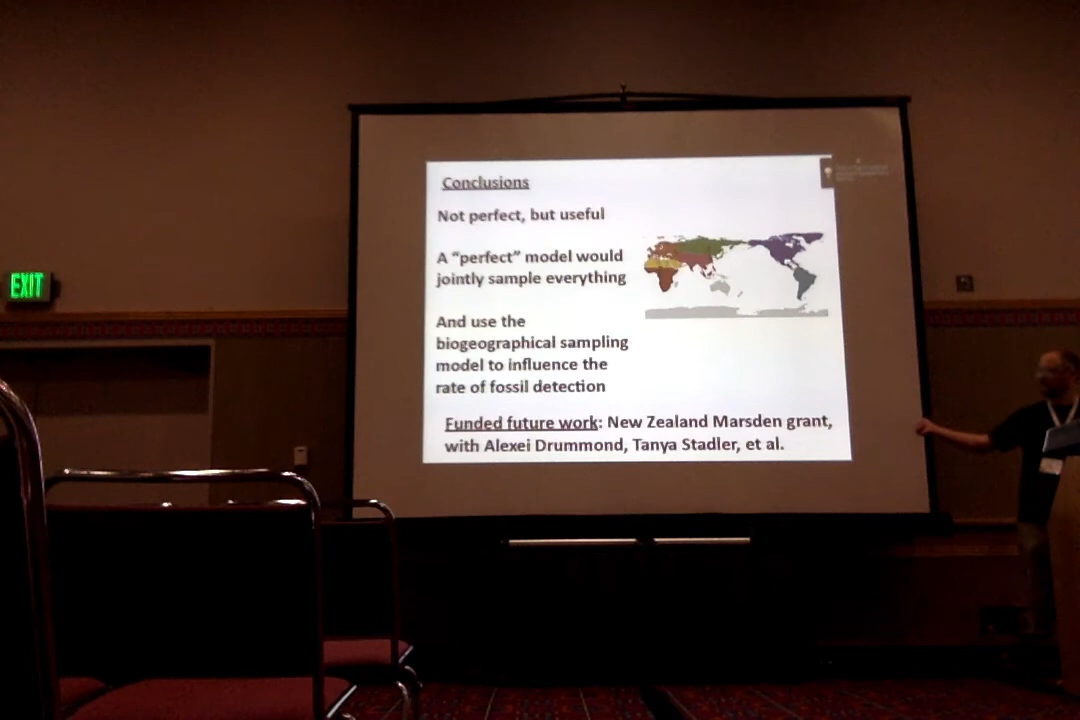 EXIT
Conclusions
Not perfect, but useful
A “perfect” model would
jointly sample everything
And use the
biogeographical sampling
model to influence the
rate of fossil detection
Funded future work: New Zealand Marsden grant,
with Alexei Drummond, Tanya Stadler, et al.